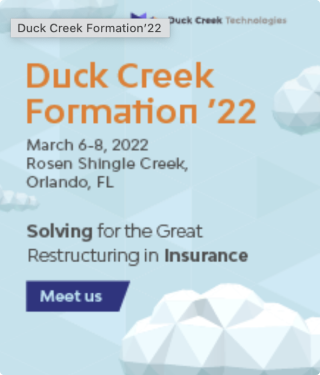 Duck Creek Technologies
Duck Creek Formation'22
Duck Creek
Formation '22
March 6-8, 2022
Rosen Shingle Creek,
Orlando, FL
Solving for the Great
Restructuring in Insurance
Meet us